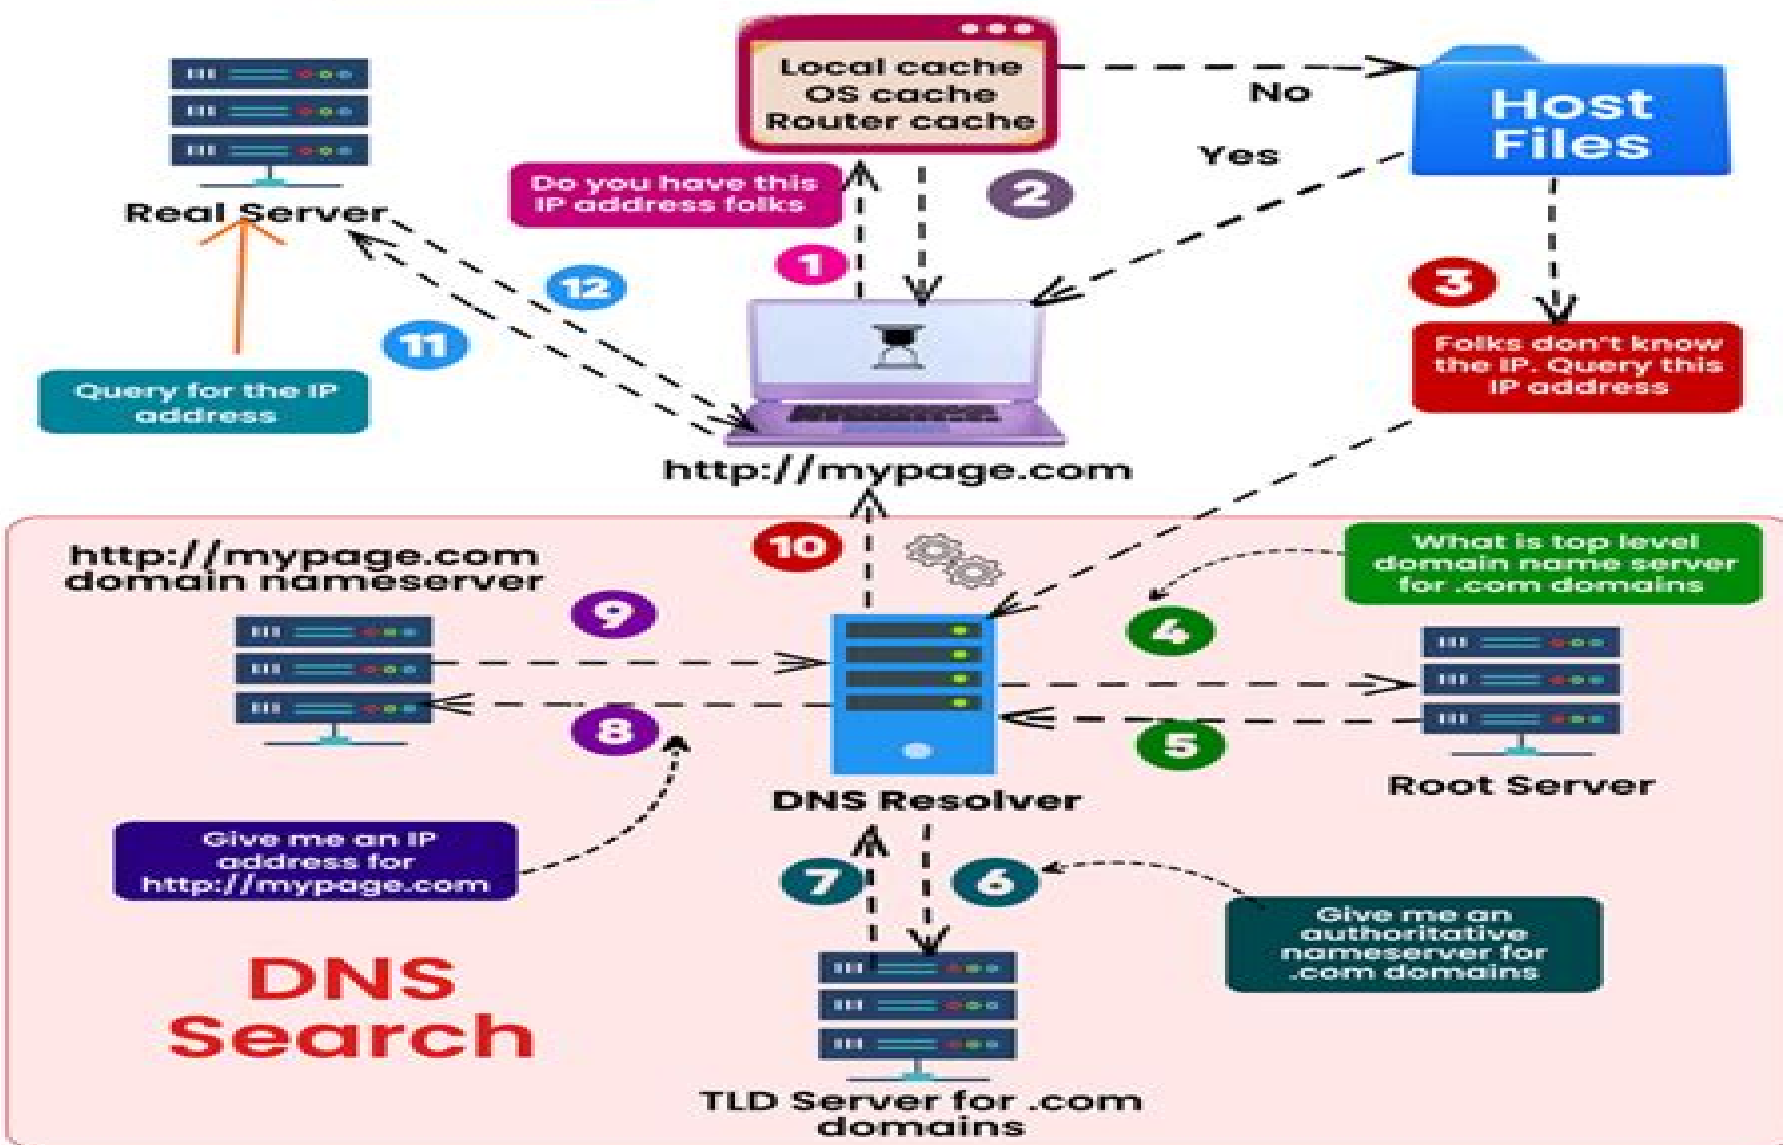 Local cache
OS cache
Router cache
No
Host
Files
Yes
Do you have this
IP address folks
2
1
Real Server
12
11
3
Folks don't know
the IP. Query this
IP address
Query for the IP
address
http://mypage.com
10
What is top level
domain name server
for .com domains
http://mypage.com
domain nameserver
9
4
8
5
DNS Resolver
Root Server
Give me an IP
address for
http://mypage.com
7
6
Give me an
authoritative
nameserver for
.com domains
DNS
Search
TLD Server for .com
domains